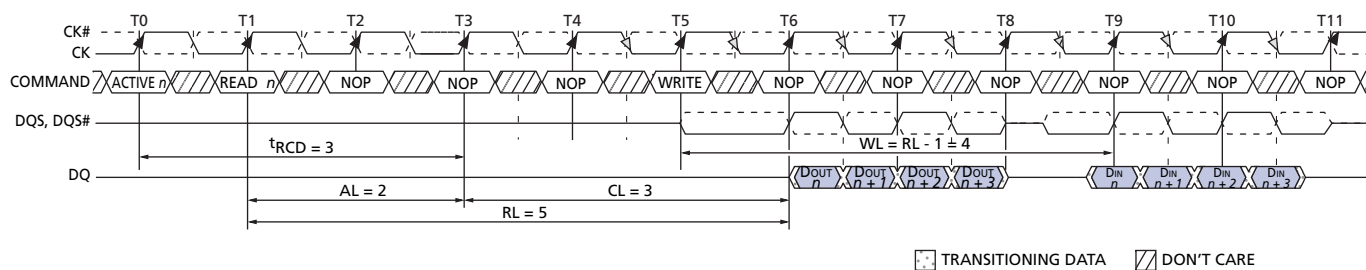 T0 T1 T2 T3 T4 T5 T6 T7 T8 T9 T10 T11
CK#
CK
COMMAND ACTIVE n READ n NOP NOP NOP WRITE NOP NOP NOP NOP NOP NOP
DQS, DQS#
tRCD = 3 WL = RL - 1 = 4
DQ DOUT n DOUT n + 1 DOUT n + 2 DOUT n + 3 DIN n DIN n + 1 DIN n + 2 DIN n + 3
AL = 2 CL = 3
RL = 5
TRANSITIONING DATA DON'T CARE